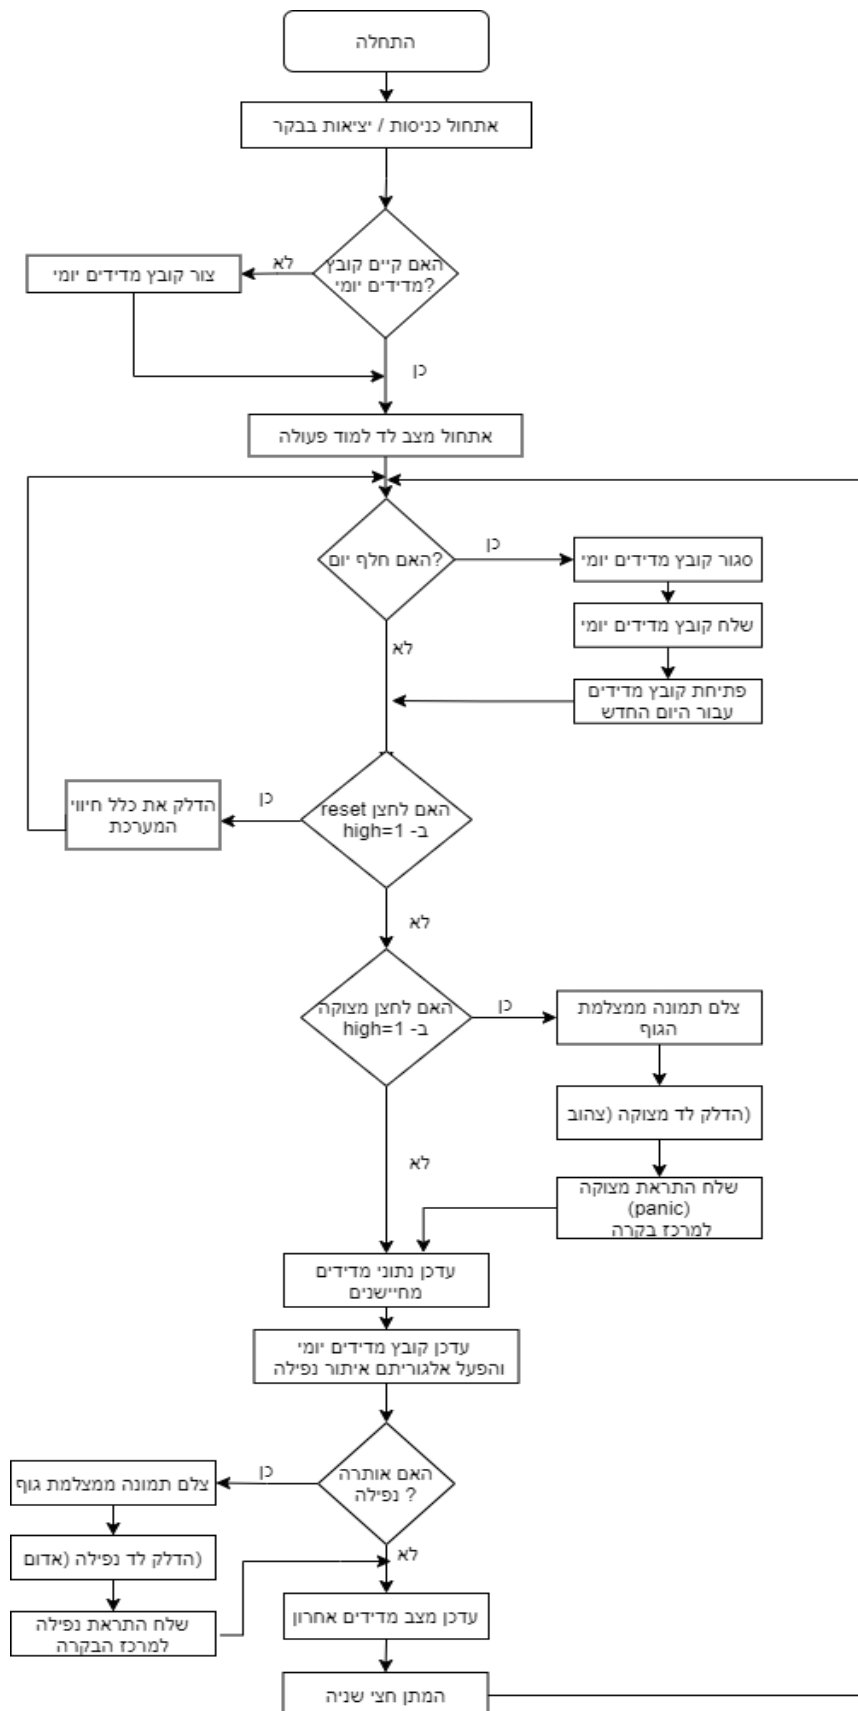 התחלה
אתחול כניסות / יציאות בבקר
האם קיים קובץ
מדידים יומי?
לא
צור קובץ מדידים יומי
כן
אתחול מצב לד למוד פעולה
האם חלף יום?
כן
סגור קובץ מדידים יומי
שלח קובץ מדידים יומי
פתיחת קובץ מדידים
עבור היום החדש
לא
האם לחצן reset
ב- high=1
כן
הדלק את כלל חיווי
המערכת
לא
האם לחצן מצוקה
ב- high=1
כן
צלם תמונה ממצלמת
הגוף
הדלק לד מצוקה (צהוב)
שלח התראת מצוקה
(panic)
למרכז בקרה
לא
עדכן נתוני מדידים
מחיישנים
עדכן קובץ מדידים יומי
והפעל אלגוריתם איתור נפילה
האם אותרה
נפילה ?
כן
צלם תמונה ממצלמת גוף
הדלק לד נפילה (אדום)
שלח התראת נפילה
למרכז הבקרה
לא
עדכן מצב מדידים אחרון
המתן חצי שניה